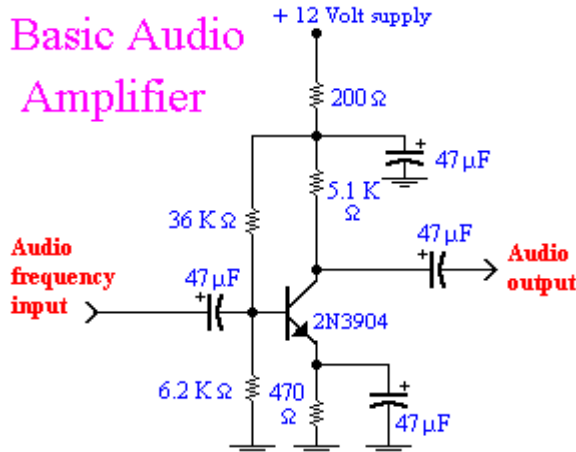 Basic Audio
Amplifier
+ 12 Volt supply
200 Ω
+
47 μF
5.1 K
Ω
36 K Ω
47 μF
+
Audio
output
Audio
frequency
input
47 μF
+
2N3904
6.2 K Ω
470
Ω
+
47 μF